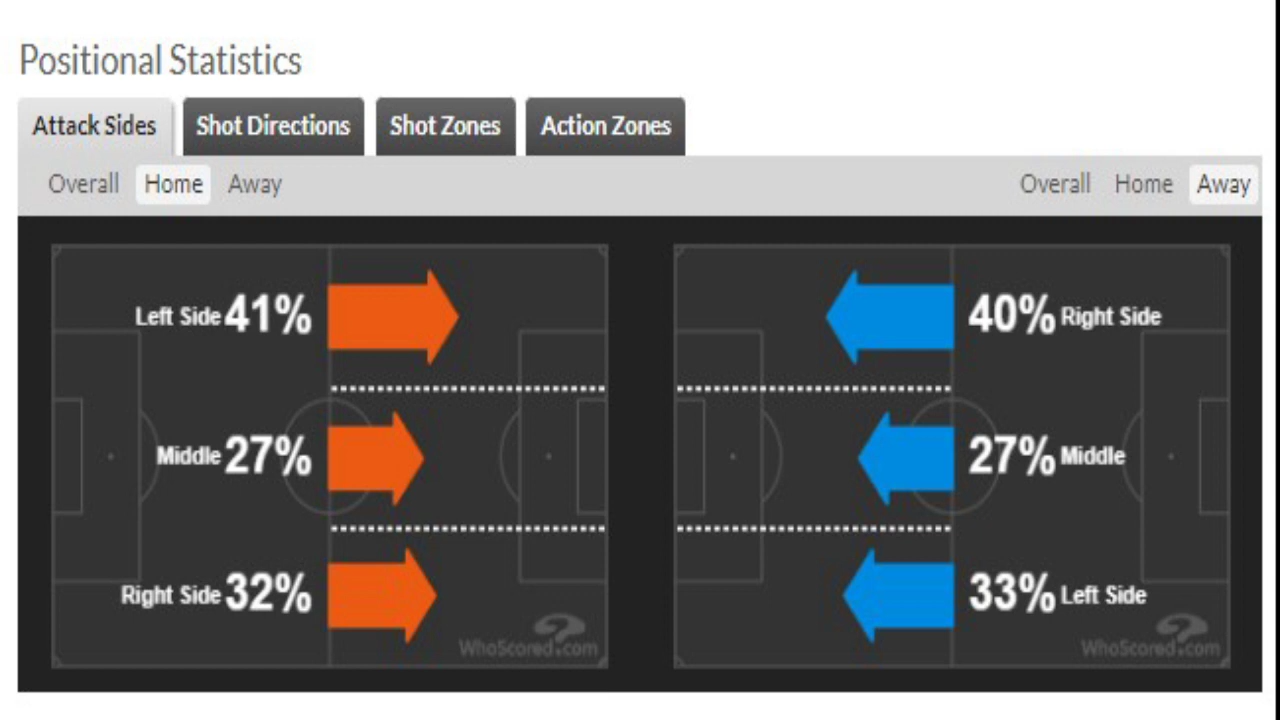 Positional Statistics
Attack Sides Shot Directions Shot Zones Action Zones
Overall Home Away Overall Home Away
Left Side 41% 40% Right Side
Middle 27% 27% Middle
Right Side 32% 33% Left Side
WhoScored.com WhoScored.com